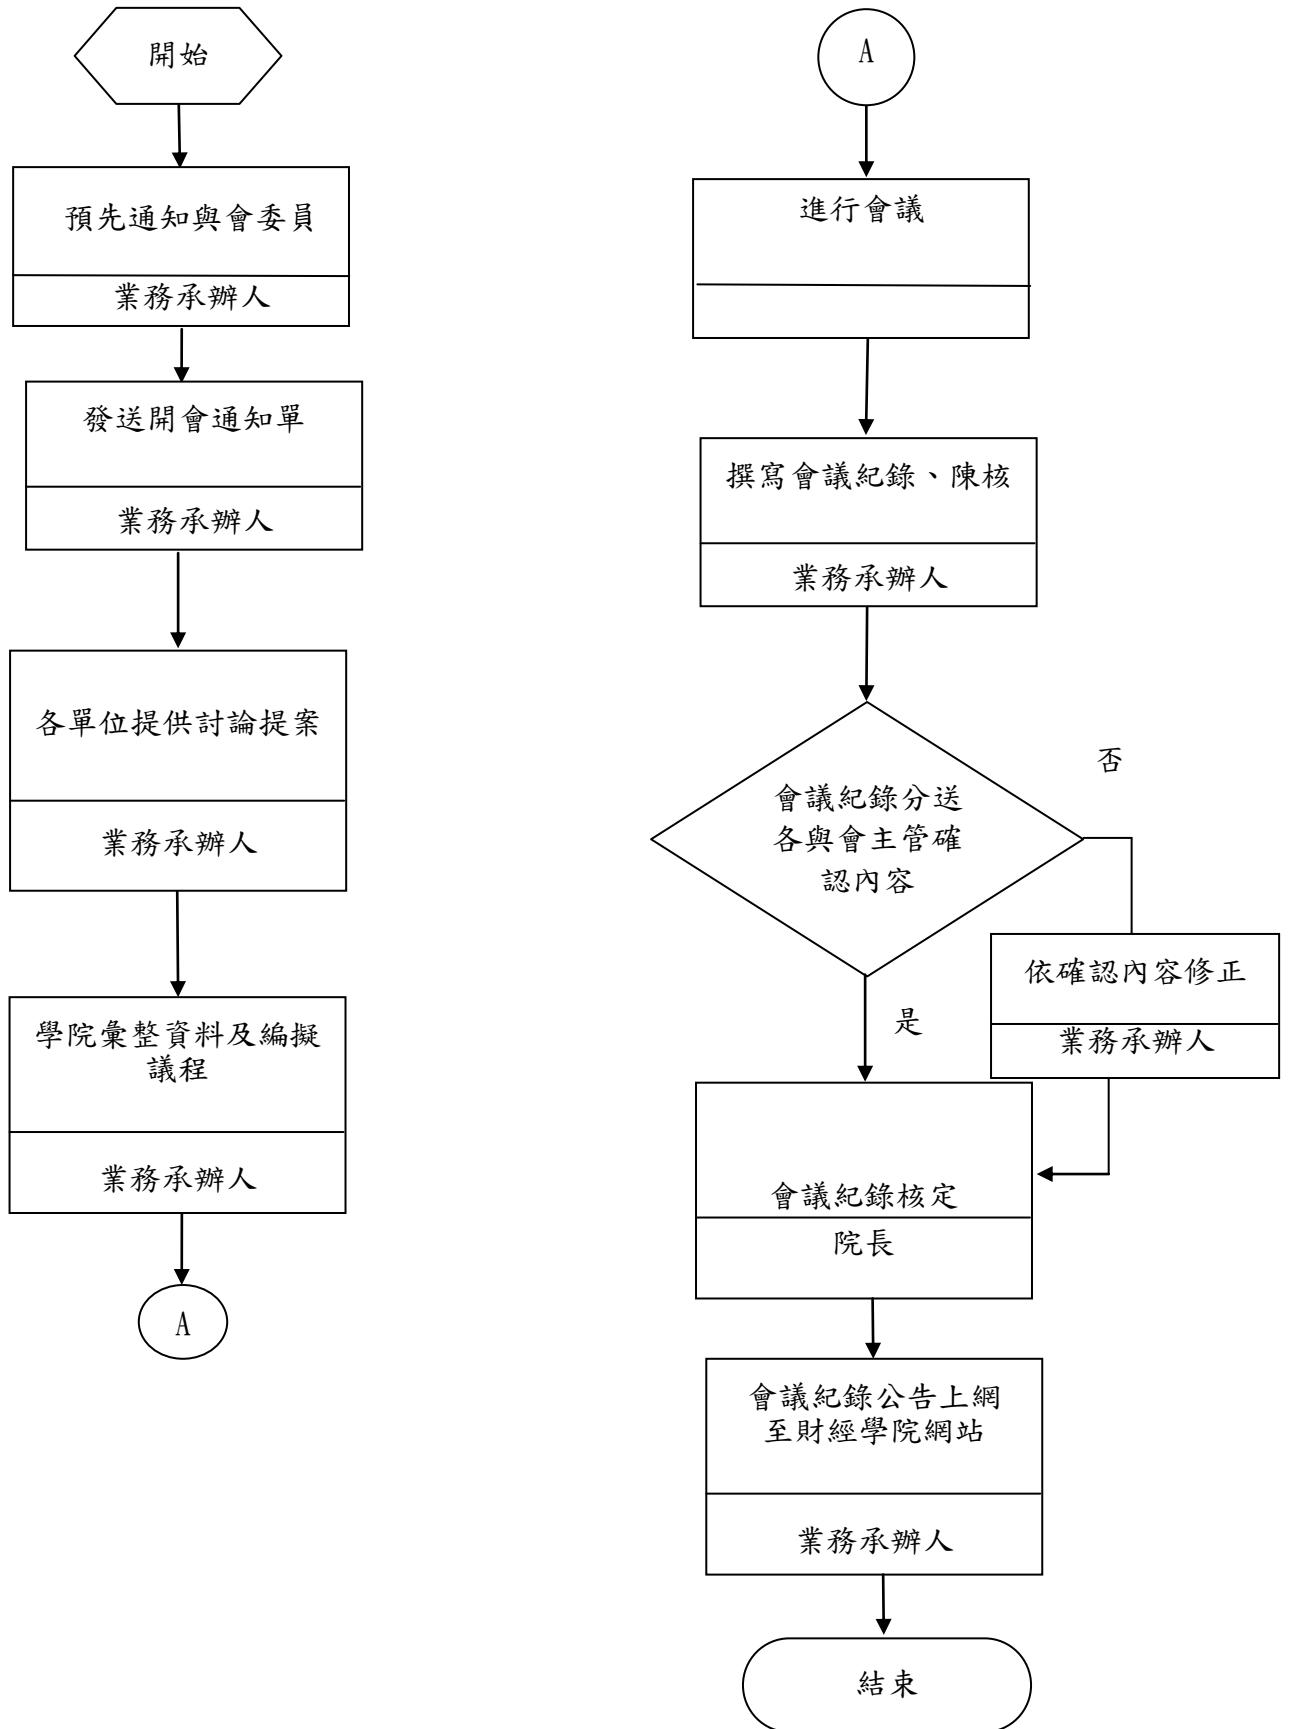 開始
預先通知與會委員
業務承辦人
發送開會通知單
業務承辦人
各單位提供討論提案
業務承辦人
學院彙整資料及編擬
議程
業務承辦人
A
A
進行會議
撰寫會議紀錄、陳核
業務承辦人
會議紀錄分送
各與會主管確
認內容
否
依確認內容修正
業務承辦人
是
會議紀錄核定
院長
會議紀錄公告上網
至財經學院網站
業務承辦人
結束